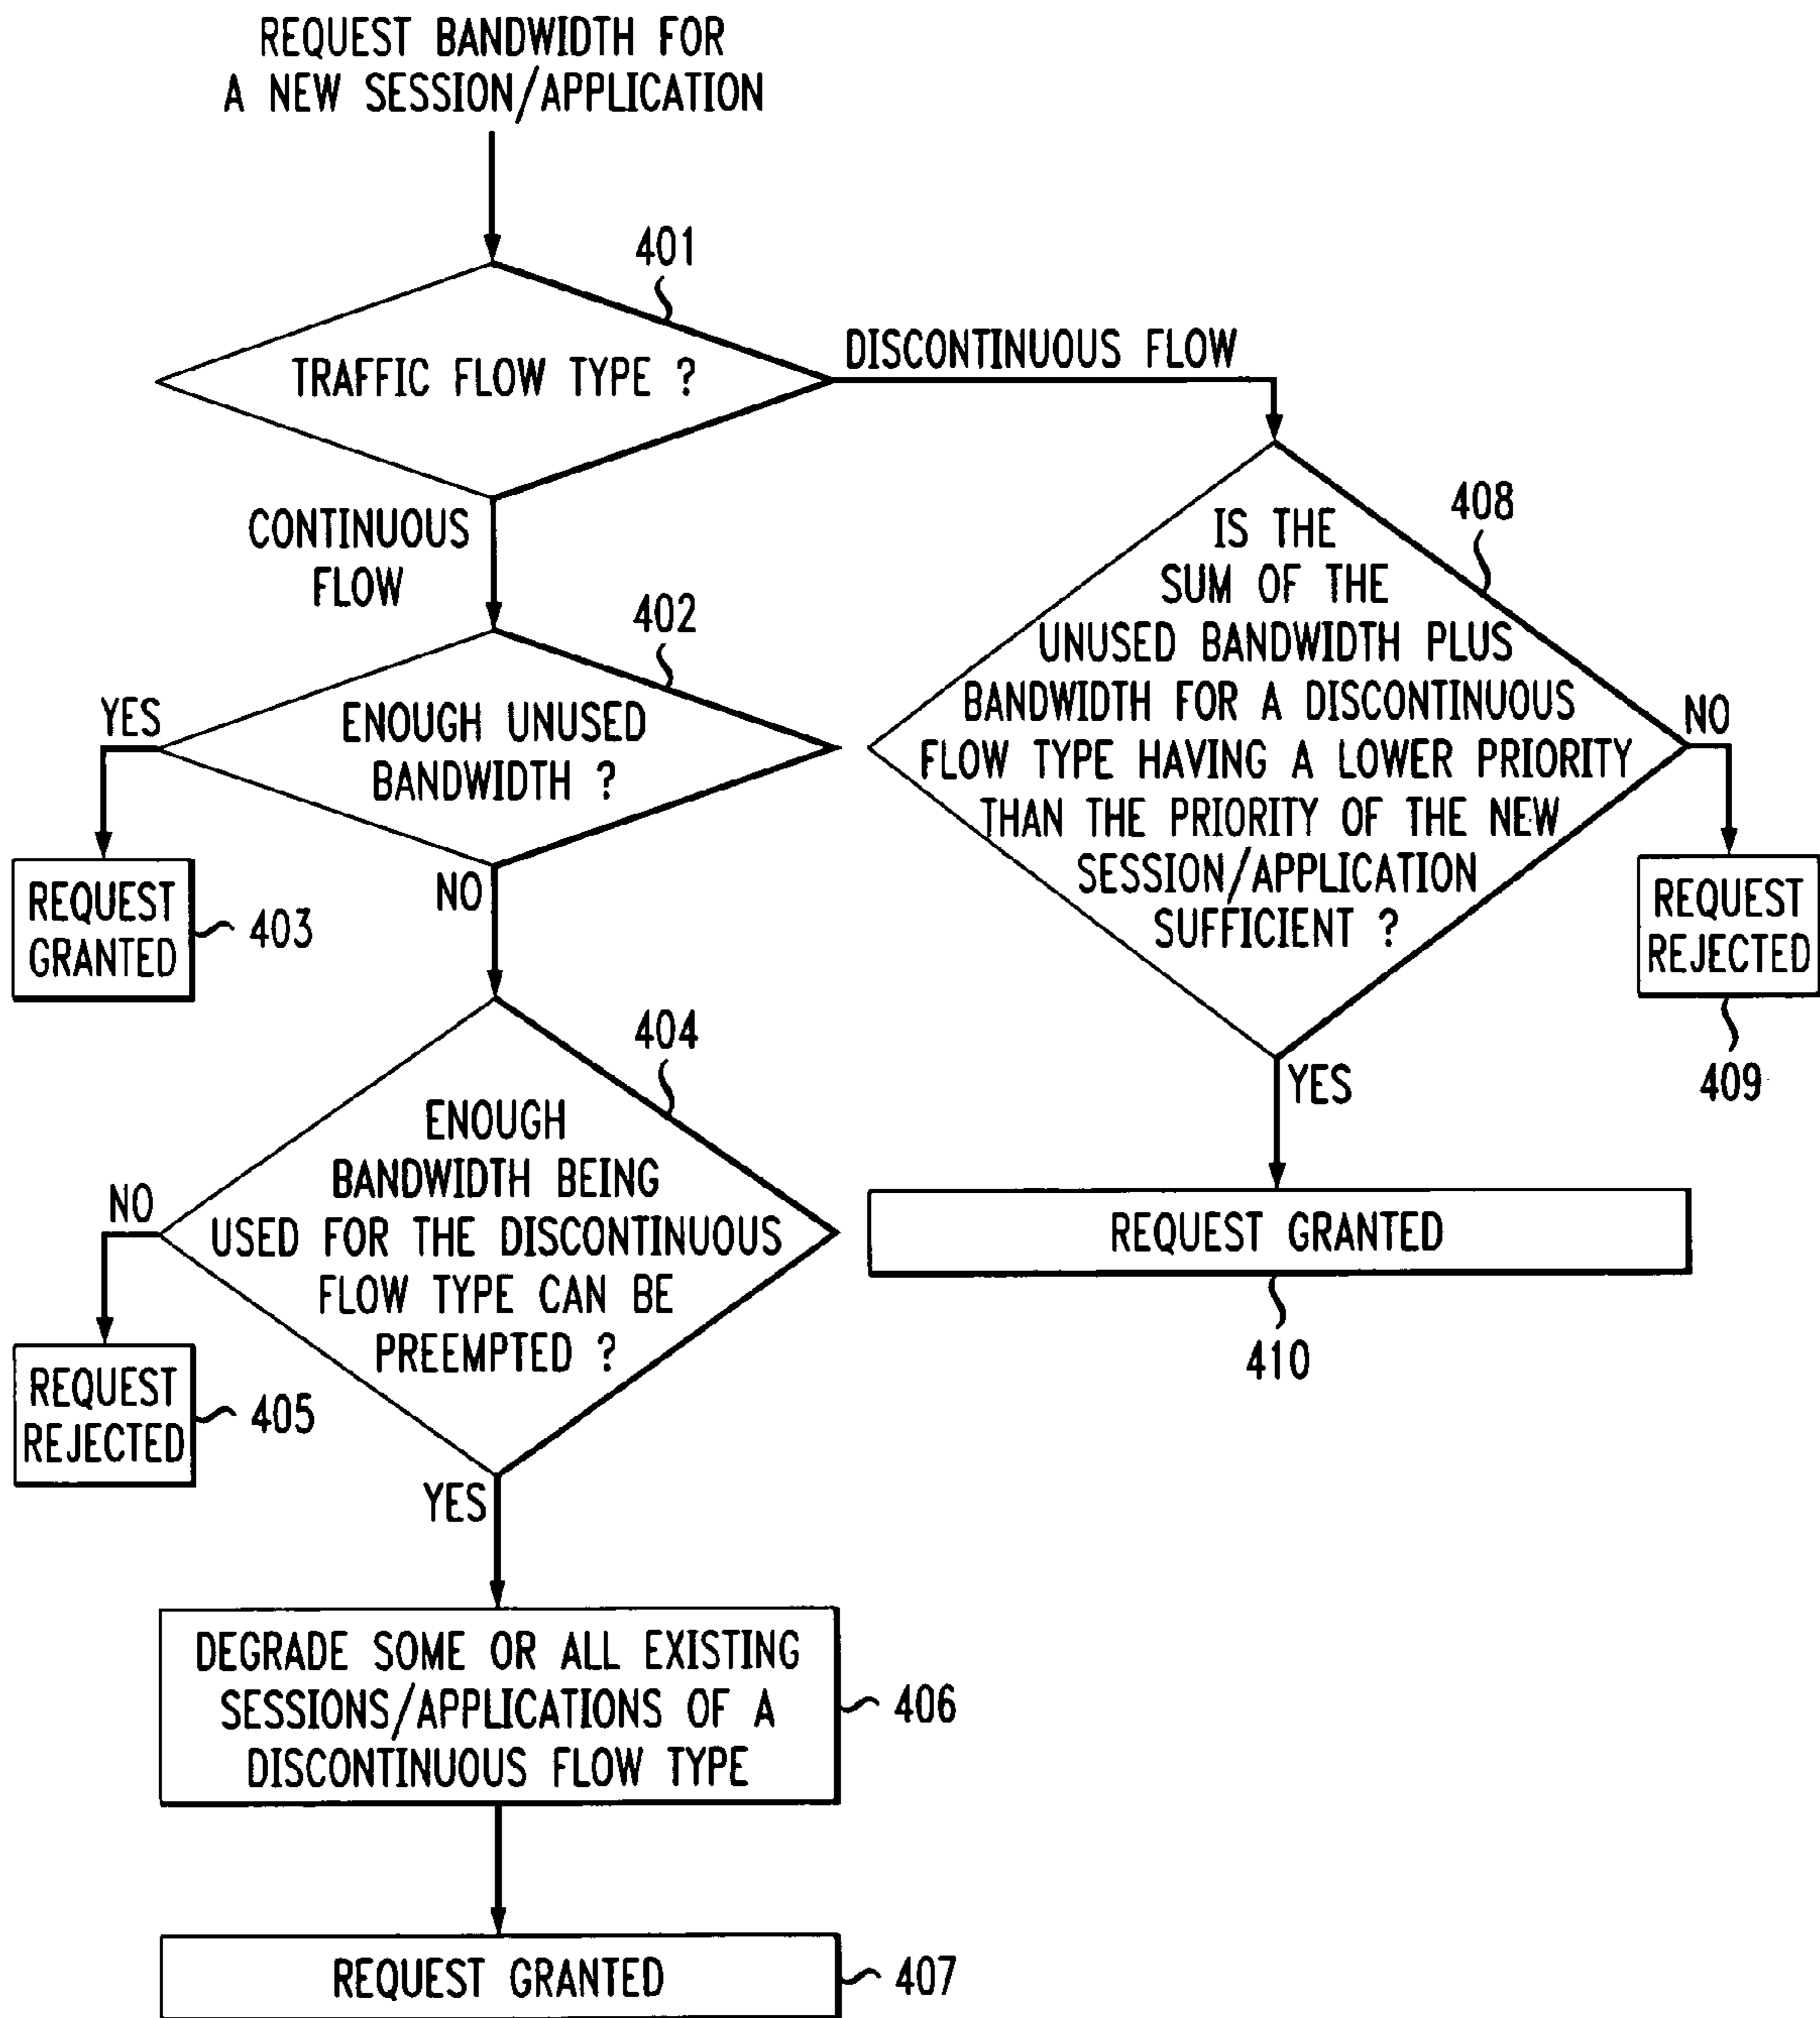 REQUEST BANDWIDTH FOR
A NEW SESSION/APPLICATION
401
TRAFFIC FLOW TYPE ?
DISCONTINUOUS FLOW
CONTINUOUS
FLOW
408
IS THE
SUM OF THE
UNUSED BANDWIDTH PLUS
BANDWIDTH FOR A DISCONTINUOUS
FLOW TYPE HAVING A LOWER PRIORITY
THAN THE PRIORITY OF THE NEW
SESSION/APPLICATION
SUFFICIENT ?
NO
REQUEST
REJECTED
409
YES
REQUEST GRANTED
410
402
ENOUGH UNUSED
BANDWIDTH ?
YES
REQUEST
GRANTED
403
NO
404
ENOUGH
BANDWIDTH BEING
USED FOR THE DISCONTINUOUS
FLOW TYPE CAN BE
PREEMPTED ?
NO
REQUEST
REJECTED
405
YES
DEGRADE SOME OR ALL EXISTING
SESSIONS/APPLICATIONS OF A
DISCONTINUOUS FLOW TYPE
406
REQUEST GRANTED
407